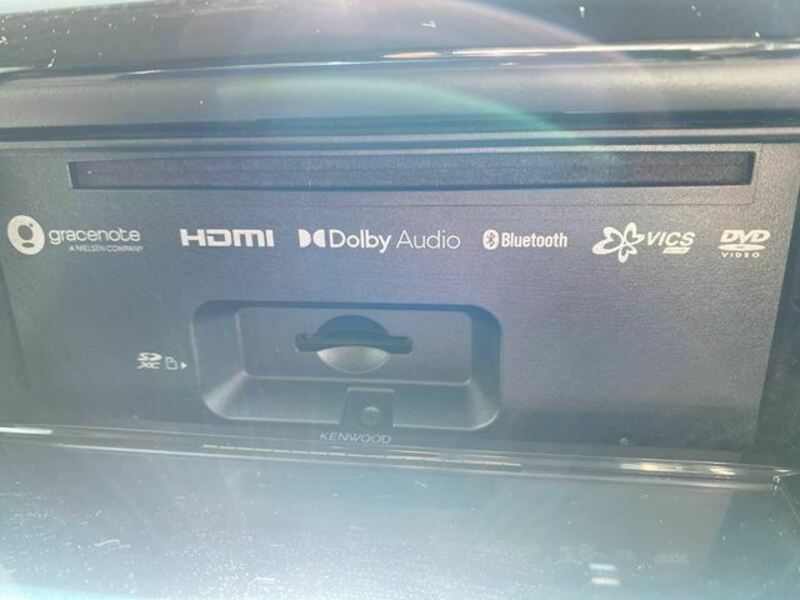 gracenote
A NIELSEN COMPANY
HDMI
Dolby Audio
Bluetooth
VICS
DVD
VIDEO
SD
XC
KENWOOD